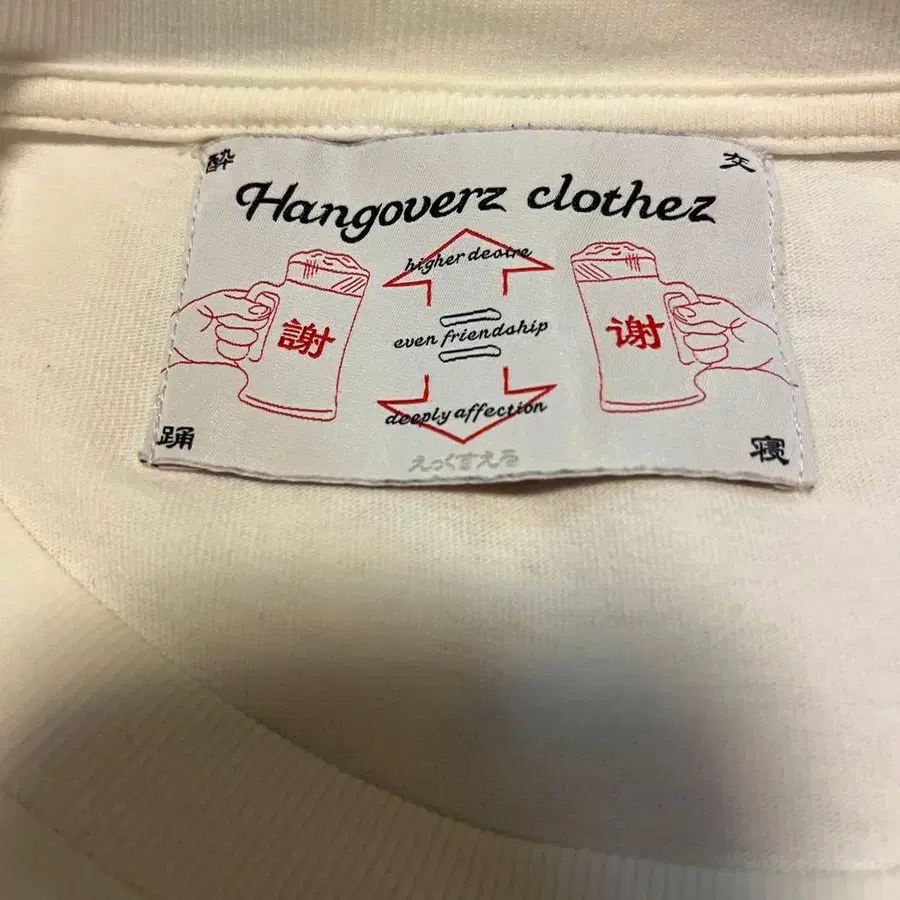 酔 交
Hangoverz clothez
higher desire
謝 even friendship 谢
deeply affection
踊 寝
えっくすえる